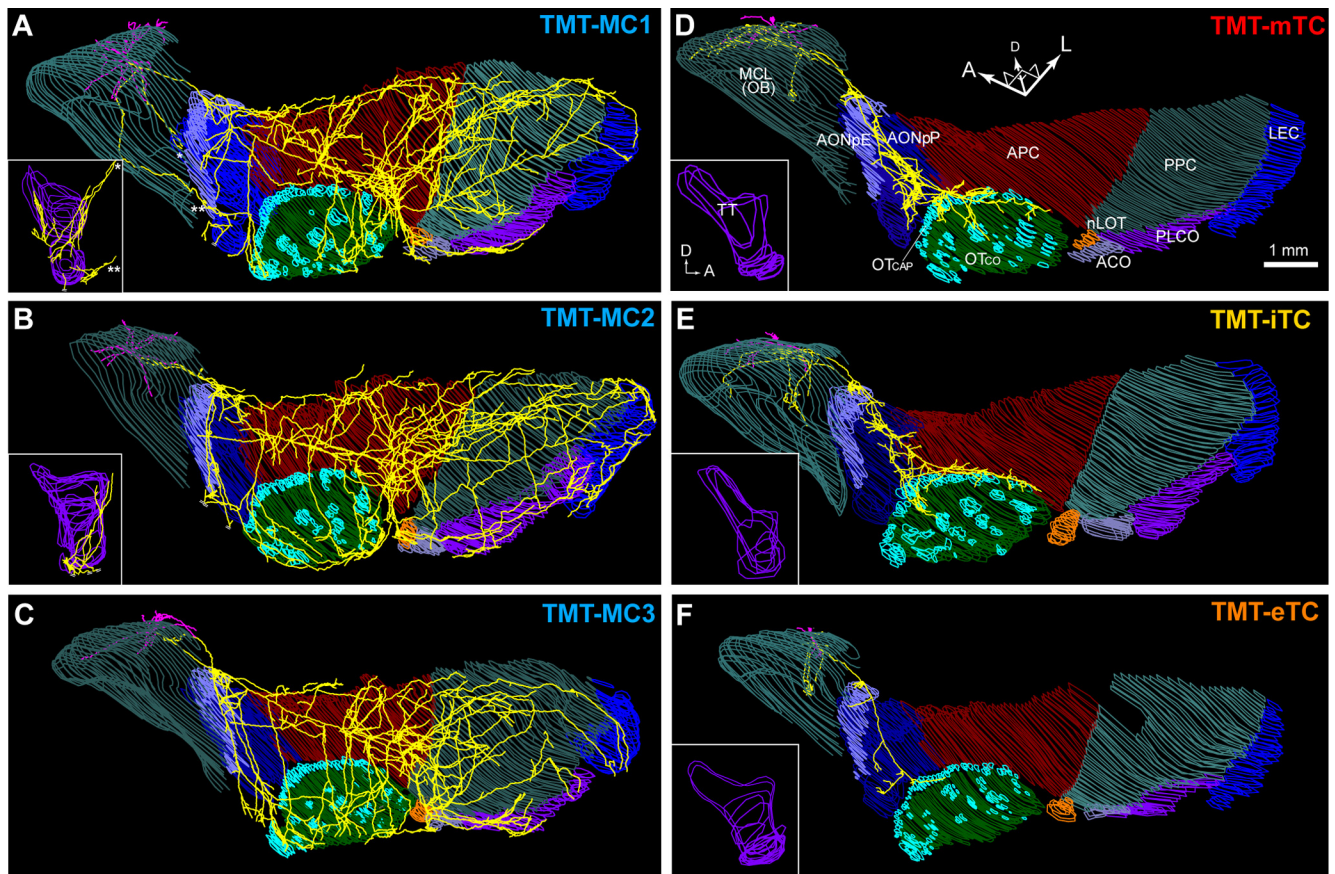 A TMT-MC1
*
*
**
**
B TMT-MC2
C TMT-MC3
D TMT-mTC
D
A L
MCL
(OB)
AONpE AONpP APC PPC LEC
TT
nLOT
PLCO
ACO
OTCAP OTCO
1 mm
D
A
E TMT-iTC
F TMT-eTC